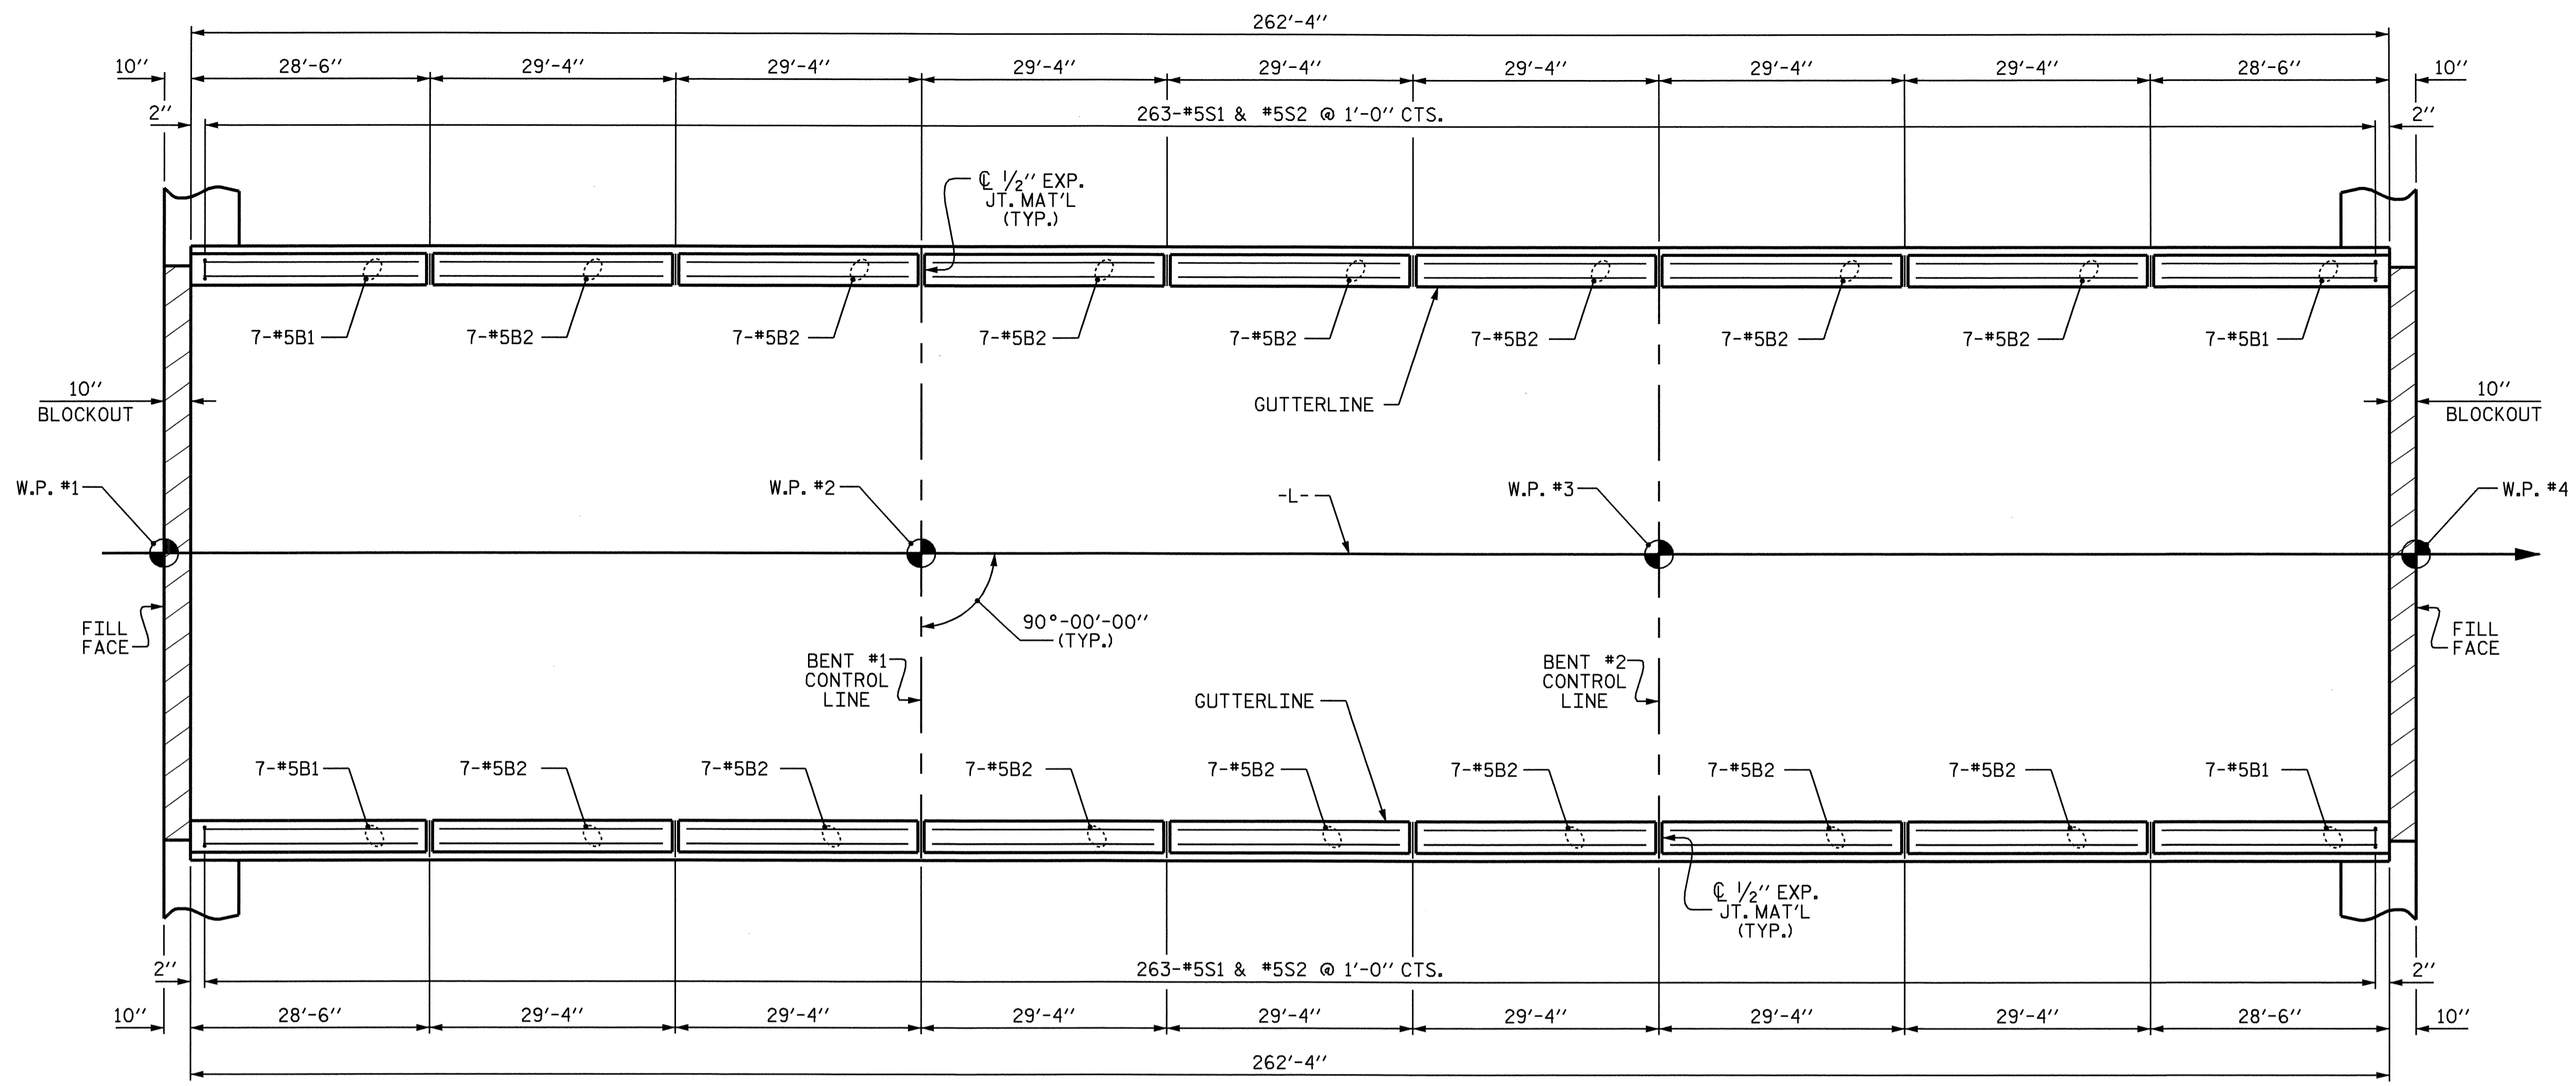 262'-4"
10" 28'-6" 29'-4" 29'-4" 29'-4" 29'-4" 29'-4" 29'-4" 29'-4" 28'-6" 10"
2" 263-#5S1 & #5S2 @ 1'-0" CTS. 2"
℄ 1/2" EXP.
JT. MAT'L
(TYP.)
7-#5B1 7-#5B2 7-#5B2 7-#5B2 7-#5B2 7-#5B2 7-#5B2 7-#5B2 7-#5B1
10"
BLOCKOUT
GUTTERLINE
10"
BLOCKOUT
W.P. #1 W.P. #2 -L- W.P. #3 W.P. #4
FILL
FACE
90°-00'-00"
(TYP.)
FILL
FACE
BENT #1
CONTROL
LINE
BENT #2
CONTROL
LINE
GUTTERLINE
7-#5B1 7-#5B2 7-#5B2 7-#5B2 7-#5B2 7-#5B2 7-#5B2 7-#5B2 7-#5B1
℄ 1/2" EXP.
JT. MAT'L
(TYP.)
2" 263-#5S1 & #5S2 @ 1'-0" CTS. 2"
10" 28'-6" 29'-4" 29'-4" 29'-4" 29'-4" 29'-4" 29'-4" 29'-4" 28'-6" 10"
262'-4"